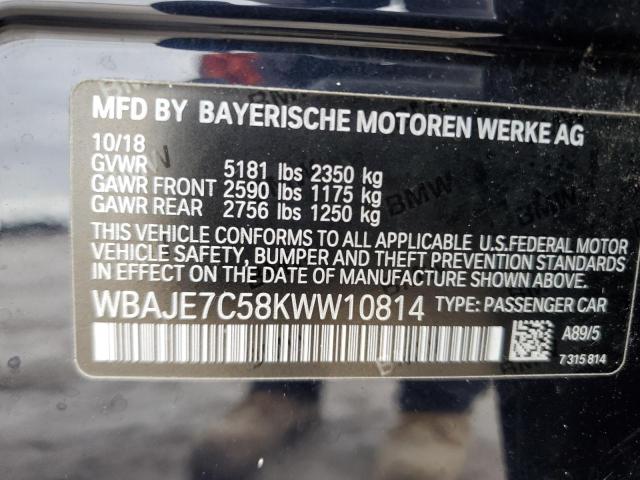 MFD BY BAYERISCHE MOTOREN WERKE AG
10/18
GVWR 5181 lbs 2350 kg
GAWR FRONT 2590 lbs 1175 kg
GAWR REAR 2756 lbs 1250 kg
THIS VEHICLE CONFORMS TO ALL APPLICABLE U.S.FEDERAL MOTOR
VEHICLE SAFETY, BUMPER AND THEFT PREVENTION STANDARDS
IN EFFECT ON THE DATE OF MANUFACTURE SHOWN ABOVE.
WBAJE7C58KWW10814 TYPE: PASSENGER CAR
A89/5
7 315 814
BMW
BMW
BMW